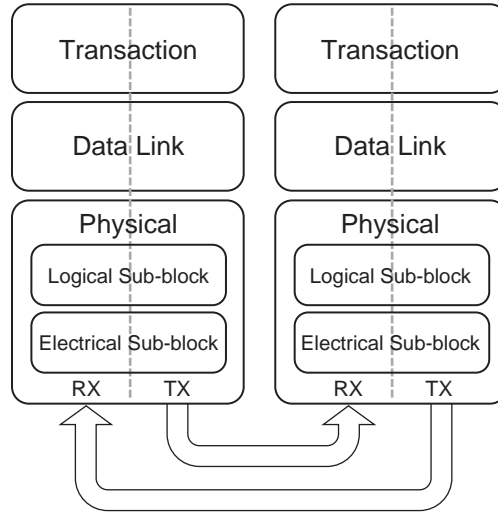 Transaction
Data Link
Physical
Logical Sub-block
Electrical Sub-block
RX TX
Transaction
Data Link
Physical
Logical Sub-block
Electrical Sub-block
RX TX